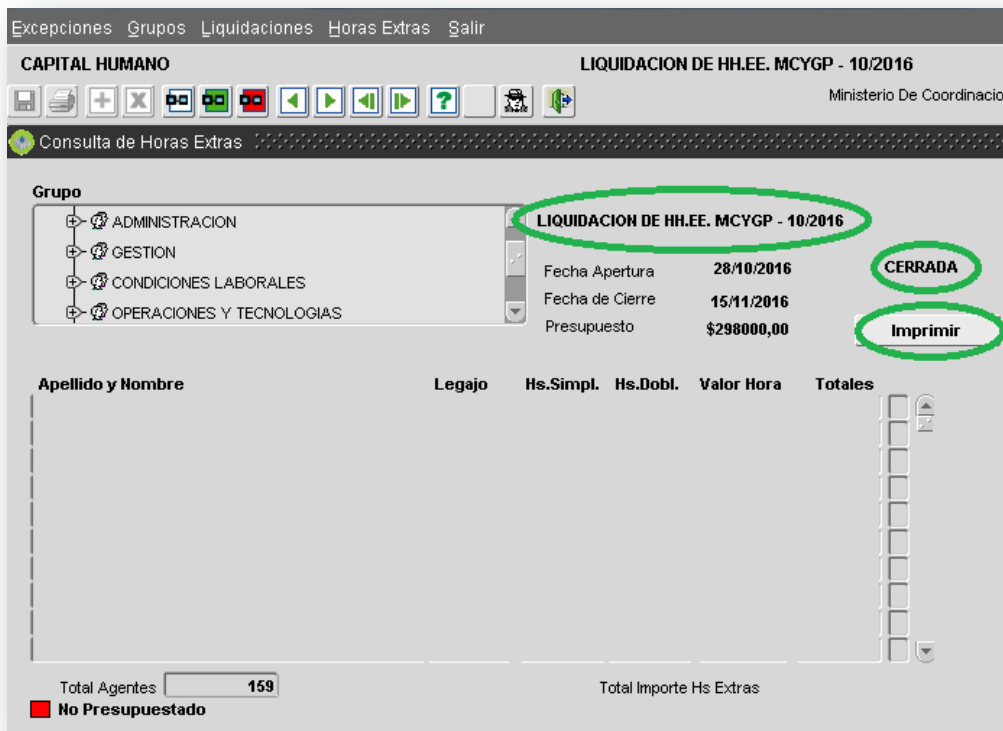 Excepciones Grupos Liquidaciones Horas Extras Salir
CAPITAL HUMANO LIQUIDACION DE HH.EE. MCYGP - 10/2016
Ministerio De Coordinacio
Consulta de Horas Extras
Grupo
ADMINISTRACION
GESTION
CONDICIONES LABORALES
OPERACIONES Y TECNOLOGIAS
LIQUIDACION DE HH.EE. MCYGP - 10/2016
Fecha Apertura 28/10/2016 CERRADA
Fecha de Cierre 15/11/2016
Presupuesto $298000,00 Imprimir
Apellido y Nombre Legajo Hs.Simpl. Hs.Dobl. Valor Hora Totales
Total Agentes 159 Total Importe Hs Extras
No Presupuestado